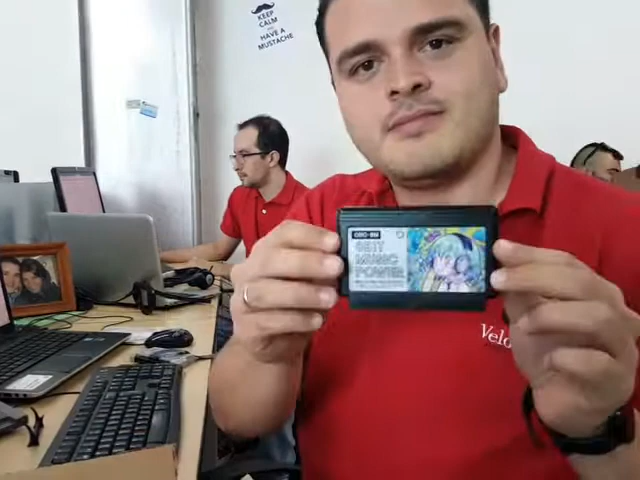 KEEP
CALM
AND
HAVE A
MUSTACHE
8BIT
MUSIC
POWER
Velo